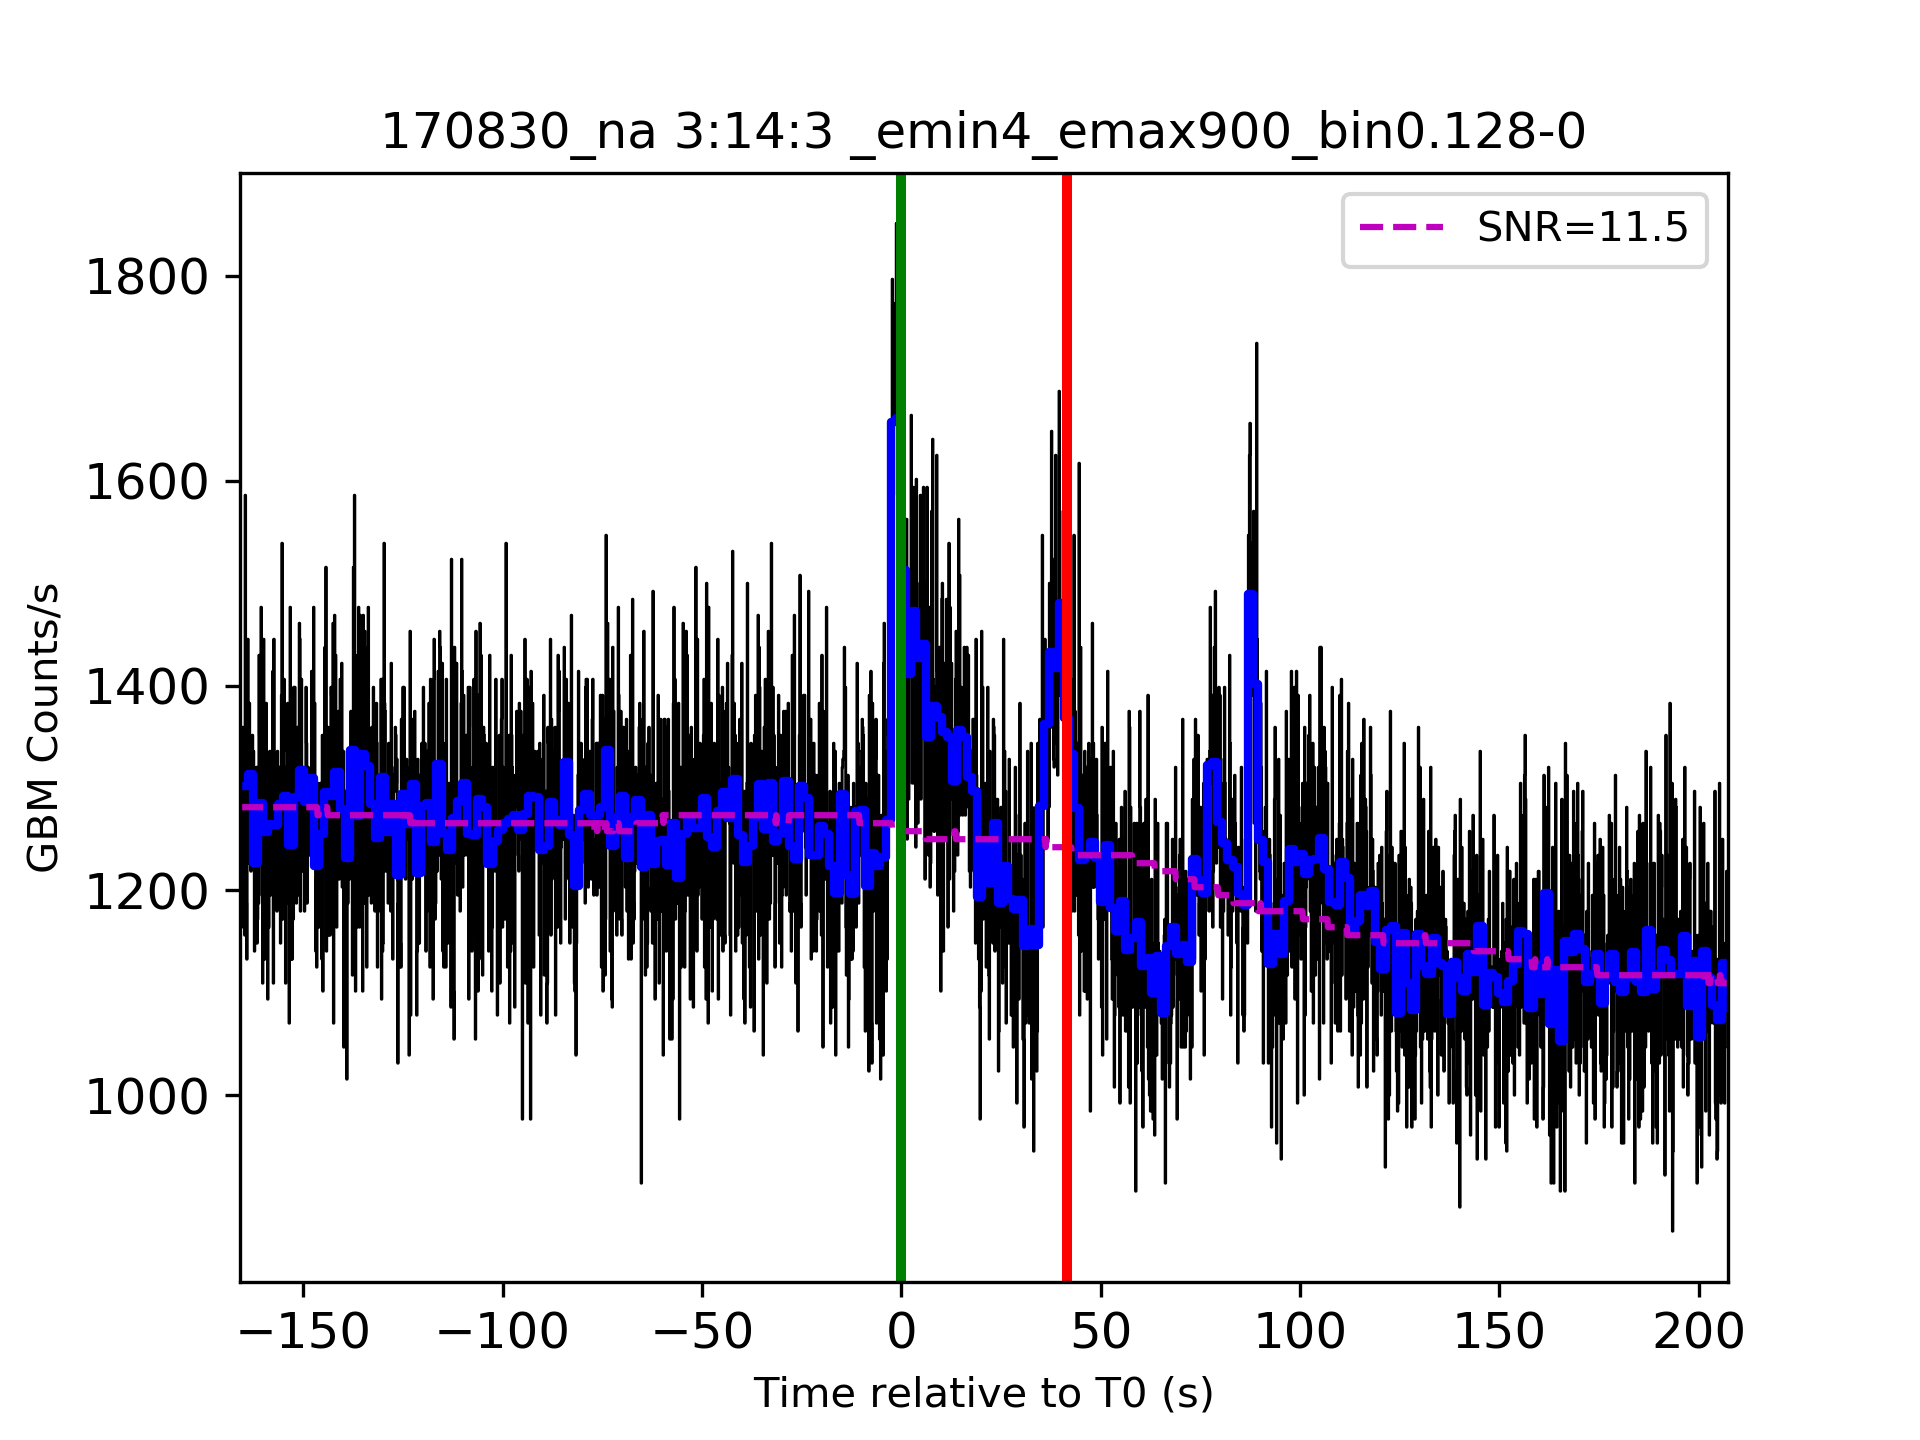 170830_na 3:14:3 _emin4_emax900_bin0.128-0
SNR=11.5
1800
1600
1400
1200
1000
GBM Counts/s
−150 −100 −50 0 50 100 150 200
Time relative to T0 (s)